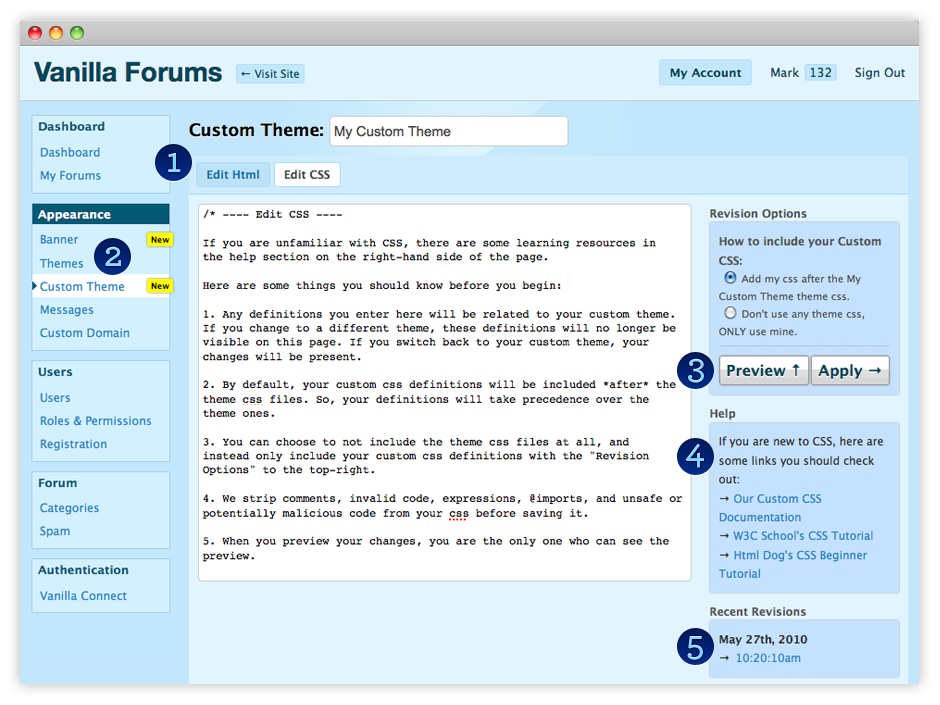 Vanilla Forums
← Visit Site
My Account
Mark 132
Sign Out
Dashboard
Dashboard
My Forums
Appearance
Banner New
Themes
Custom Theme New
Messages
Custom Domain
Users
Users
Roles & Permissions
Registration
Forum
Categories
Spam
Authentication
Vanilla Connect
1
2
Custom Theme: My Custom Theme
Edit Html
Edit CSS
/* ---- Edit CSS ----
If you are unfamiliar with CSS, there are some learning resources in
the help section on the right-hand side of the page.
Here are some things you should know before you begin:
1. Any definitions you enter here will be related to your custom theme.
If you change to a different theme, these definitions will no longer be
visible on this page. If you switch back to your custom theme, your
changes will be present.
2. By default, your custom css definitions will be included *after* the
theme css files. So, your definitions will take precedence over the
theme ones.
3. You can choose to not include the theme css files at all, and
instead only include your custom css definitions with the "Revision
Options" to the top-right.
4. We strip comments, invalid code, expressions, @imports, and unsafe or
potentially malicious code from your css before saving it.
5. When you preview your changes, you are the only one who can see the
preview.
Revision Options
How to include your Custom
CSS:
Add my css after the My
Custom Theme theme css.
Don't use any theme css,
ONLY use mine.
3
Preview ↑
Apply →
Help
4
If you are new to CSS, here are
some links you should check
out:
→ Our Custom CSS
Documentation
→ W3C School's CSS Tutorial
→ Html Dog's CSS Beginner
Tutorial
Recent Revisions
5
May 27th, 2010
→ 10:20:10am